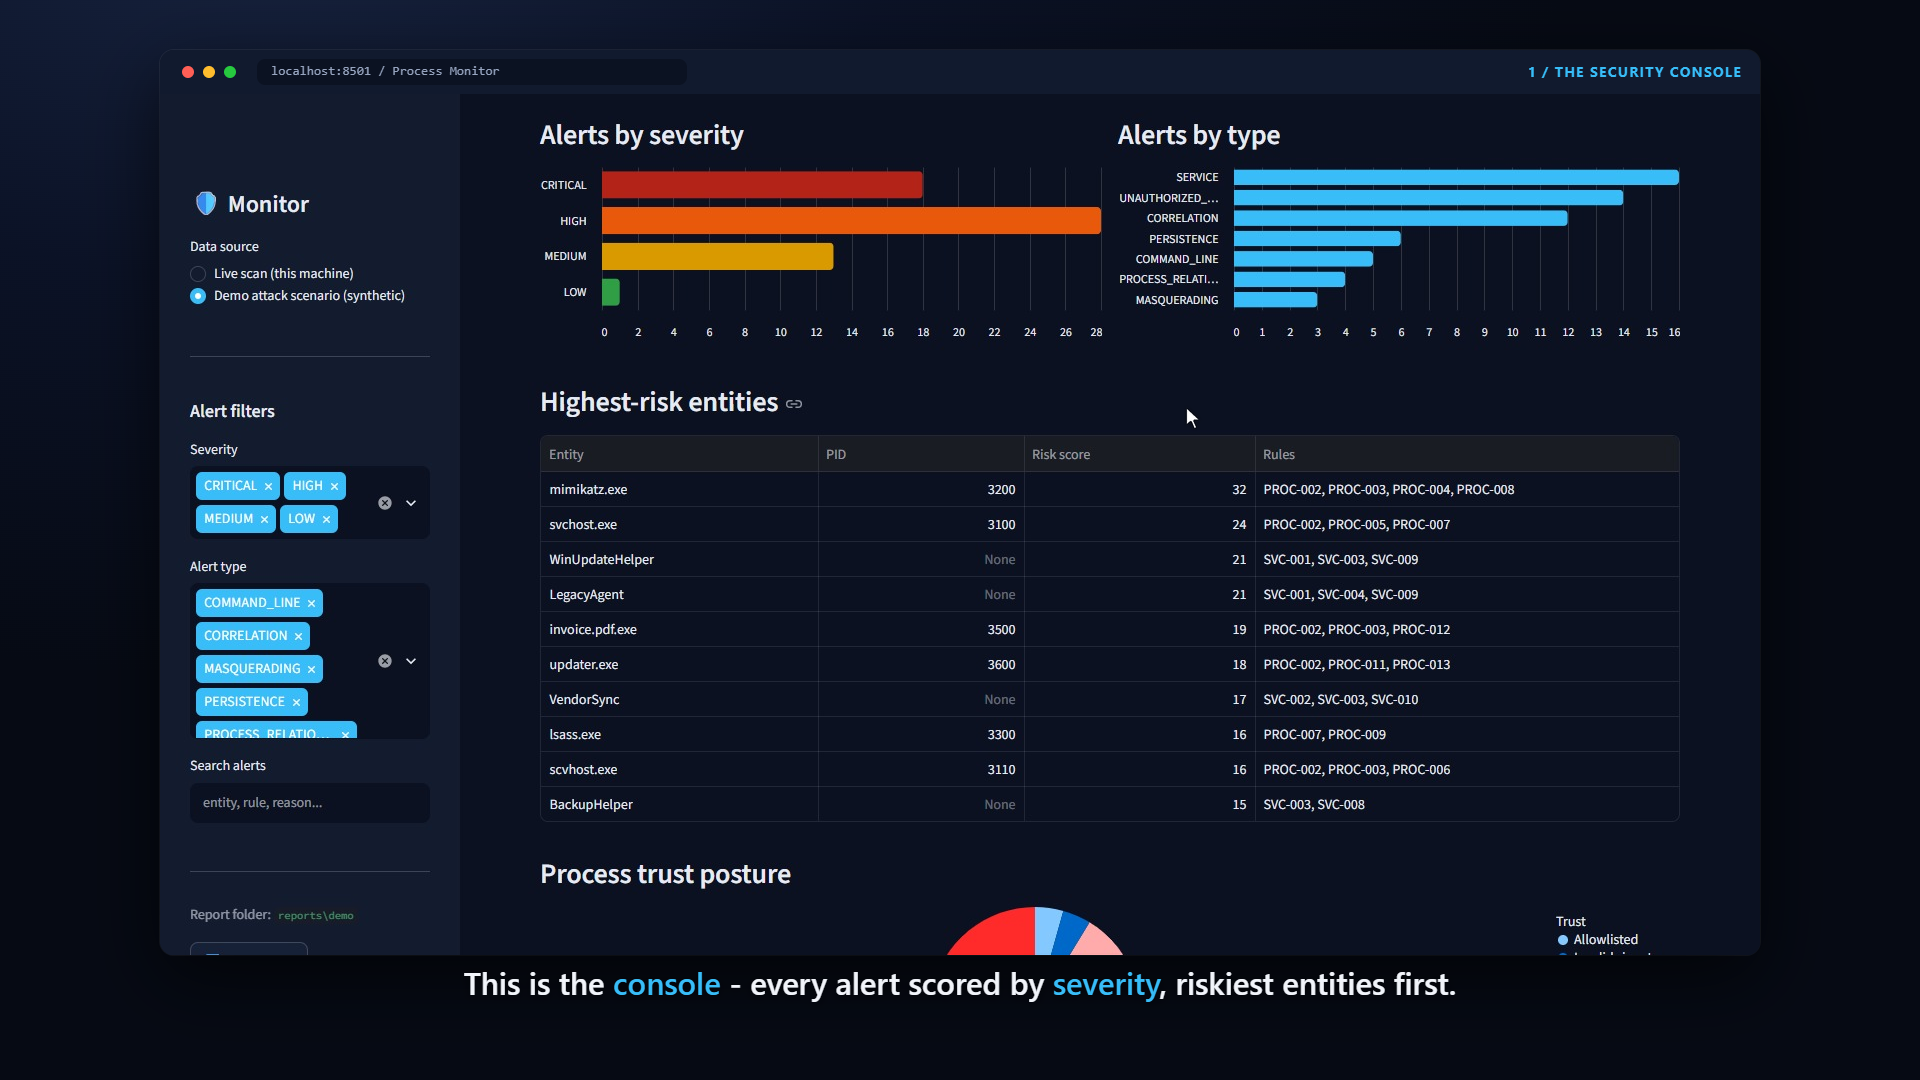 localhost:8501 / Process Monitor
1 / THE SECURITY CONSOLE
Monitor
Data source
Live scan (this machine)
Demo attack scenario (synthetic)
Alert filters
Severity
CRITICAL × HIGH ×
MEDIUM × LOW ×
Alert type
COMMAND_LINE ×
CORRELATION ×
MASQUERADING ×
PERSISTENCE ×
PROCESS_RELATIO... ×
Search alerts
entity, rule, reason...
Report folder: reports\demo
Alerts by severity
CRITICAL
HIGH
MEDIUM
LOW
0 2 4 6 8 10 12 14 16 18 20 22 24 26 28
Alerts by type
SERVICE
UNAUTHORIZED_...
CORRELATION
PERSISTENCE
COMMAND_LINE
PROCESS_RELATI...
MASQUERADING
0 1 2 3 4 5 6 7 8 9 10 11 12 13 14 15 16
Highest-risk entities
Entity PID Risk score Rules
mimikatz.exe 3200 32 PROC-002, PROC-003, PROC-004, PROC-008
svchost.exe 3100 24 PROC-002, PROC-005, PROC-007
WinUpdateHelper None 21 SVC-001, SVC-003, SVC-009
LegacyAgent None 21 SVC-001, SVC-004, SVC-009
invoice.pdf.exe 3500 19 PROC-002, PROC-003, PROC-012
updater.exe 3600 18 PROC-002, PROC-011, PROC-013
VendorSync None 17 SVC-002, SVC-003, SVC-010
lsass.exe 3300 16 PROC-007, PROC-009
scvhost.exe 3110 16 PROC-002, PROC-003, PROC-006
BackupHelper None 15 SVC-003, SVC-008
Process trust posture
Trust
Allowlisted
This is the console - every alert scored by severity, riskiest entities first.